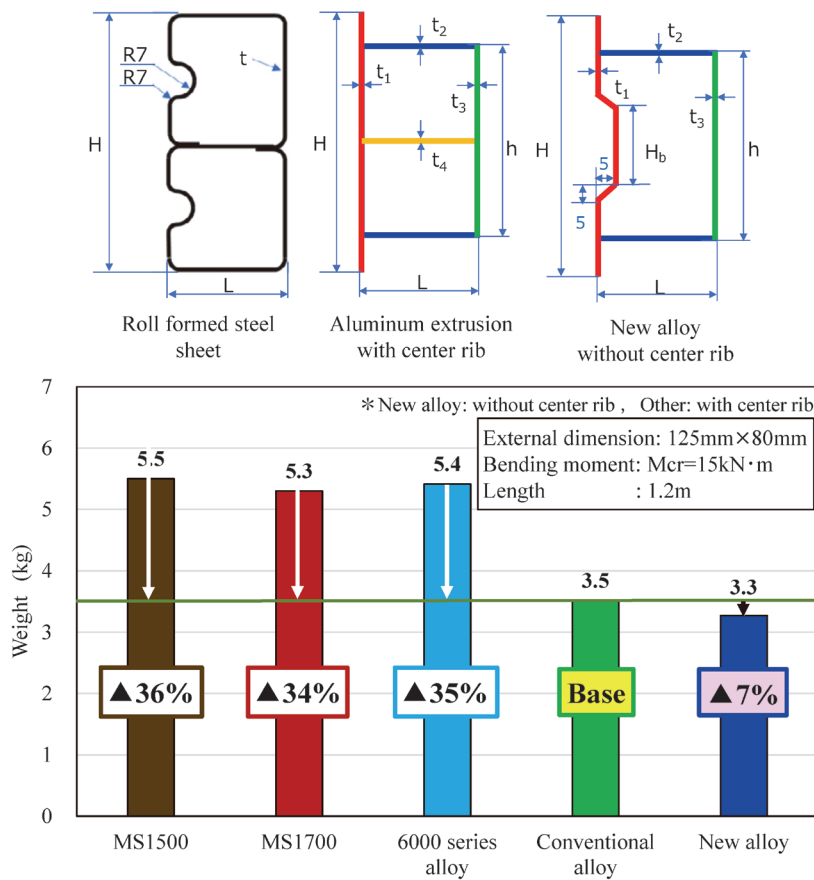 R7
R7
t
H
L
Roll formed steel
sheet
t₂
t₁
t₃
H
t₄
h
L
Aluminum extrusion
with center rib
t₂
t₁
t₃
H
H_b
h
5
5
L
New alloy
without center rib
7
6
5
4
3
2
1
0
Weight (kg)
*New alloy: without center rib , Other: with center rib
External dimension: 125mm×80mm
Bending moment: Mcr=15kN·m
Length : 1.2m
5.5
5.3
5.4
3.5
3.3
▲36%
▲34%
▲35%
Base
▲7%
MS1500
MS1700
6000 series
alloy
Conventional
alloy
New alloy